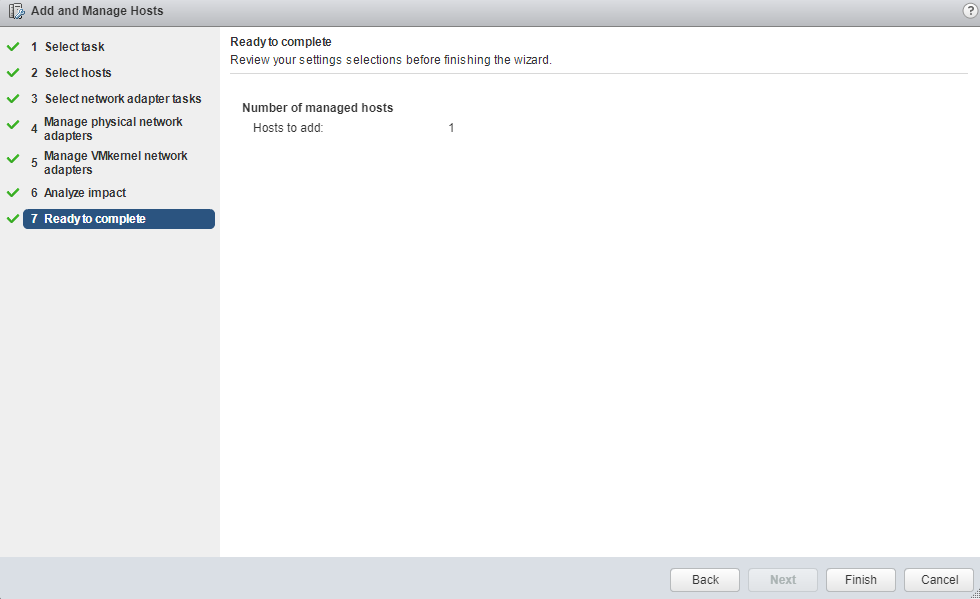 Add and Manage Hosts
?
1 Select task
2 Select hosts
3 Select network adapter tasks
4 Manage physical network
adapters
5 Manage VMkernel network
adapters
6 Analyze impact
7 Ready to complete
Ready to complete
Review your settings selections before finishing the wizard.
Number of managed hosts
Hosts to add: 1
Back Next Finish Cancel